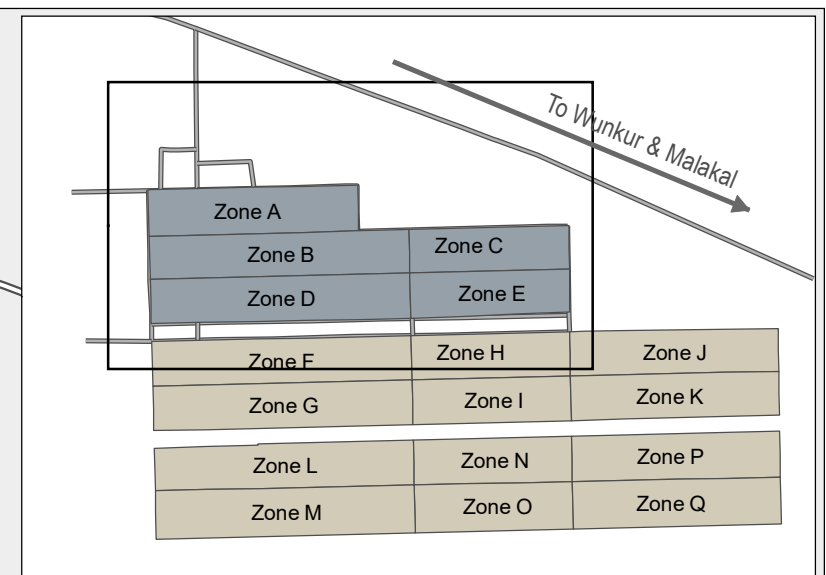 To Wunkur & Malakal
Zone A
Zone B
Zone C
Zone D
Zone E
Zone F
Zone H
Zone J
Zone G
Zone I
Zone K
Zone L
Zone N
Zone P
Zone M
Zone O
Zone Q